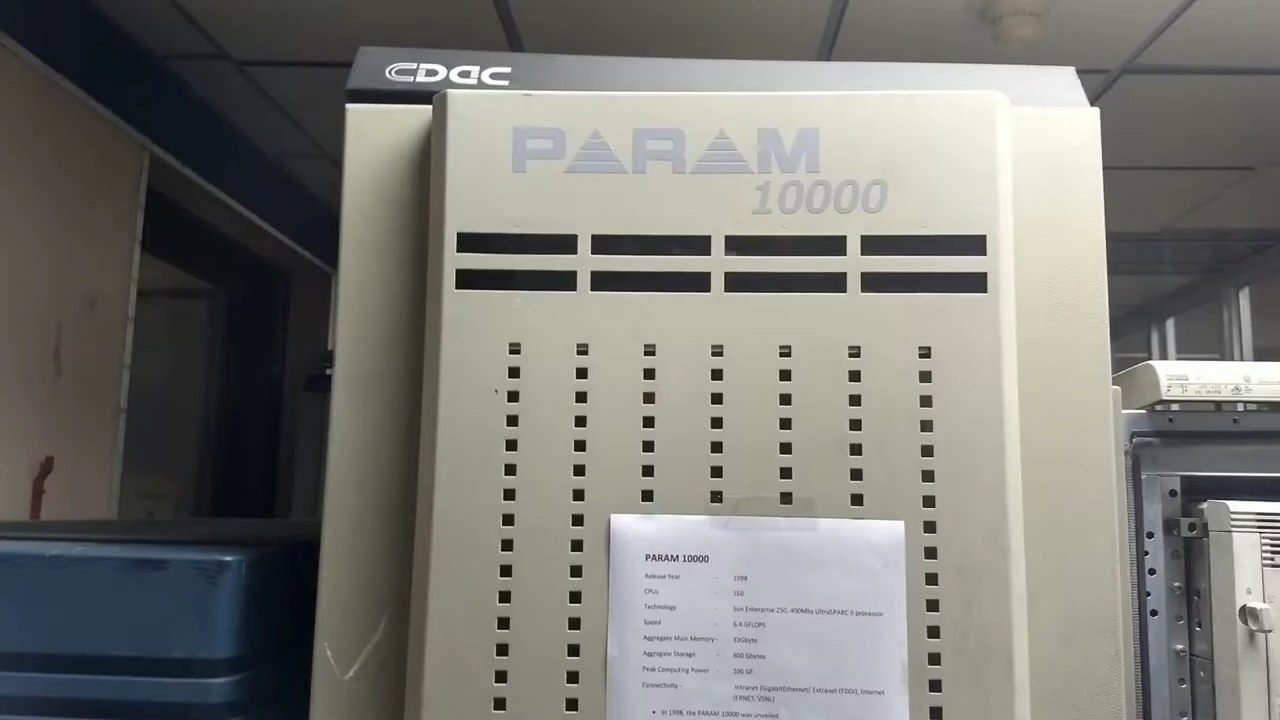 CDAC
PARAM
10000
PARAM 10000
Release Year - 1998
CPUs - 160
Technology - Sun Enterprise 250, 400Mhz UltraSPARC II processor
Speed - 6.4 GFLOPS
Aggregate Main Memory - 33Gbyte
Aggregate Storage - 800 Gbytes
Peak Computing Power - 100 GF
Connectivity - Intranet (GigabitEthernet/ Extranet (FDDI), Internet
(ERNCT, VSNL)
• In 1998, the PARAM 10000 was unveiled